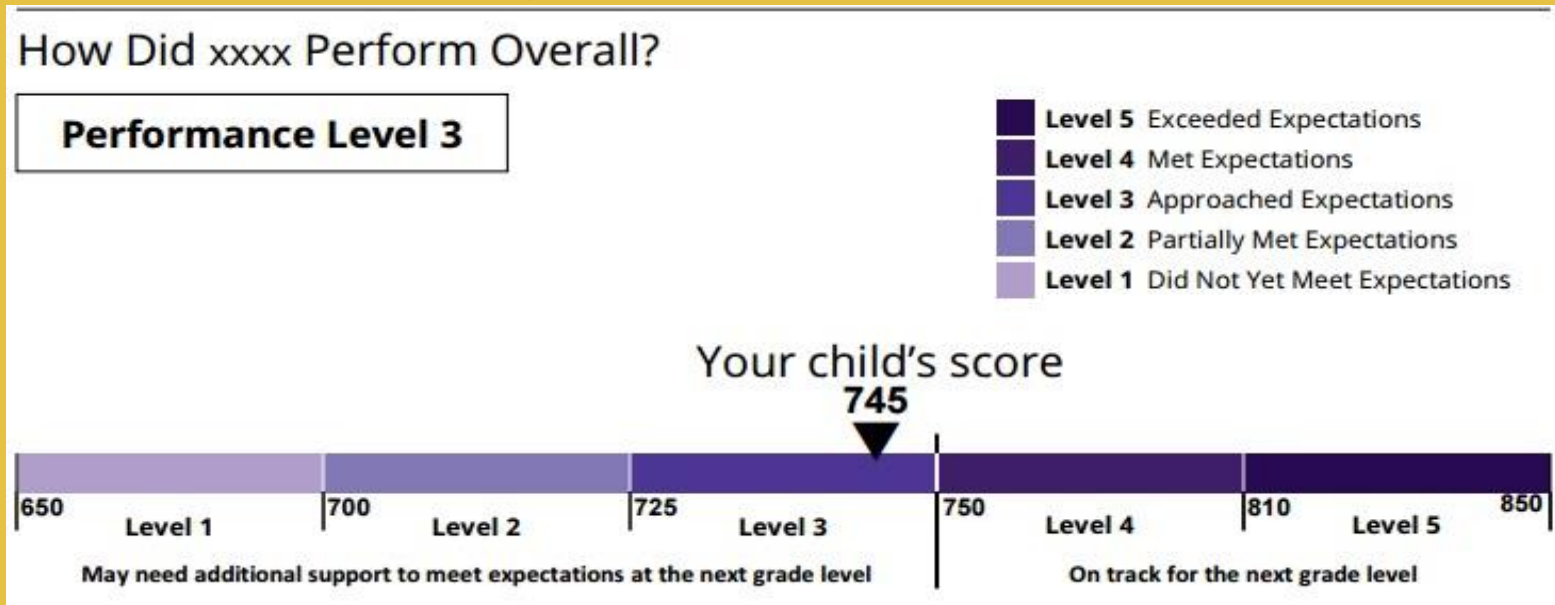 How Did xxxx Perform Overall?
Performance Level 3
Level 5 Exceeded Expectations
Level 4 Met Expectations
Level 3 Approached Expectations
Level 2 Partially Met Expectations
Level 1 Did Not Yet Meet Expectations
Your child’s score
745
650 700 725 750 810 850
Level 1 Level 2 Level 3 Level 4 Level 5
May need additional support to meet expectations at the next grade level On track for the next grade level